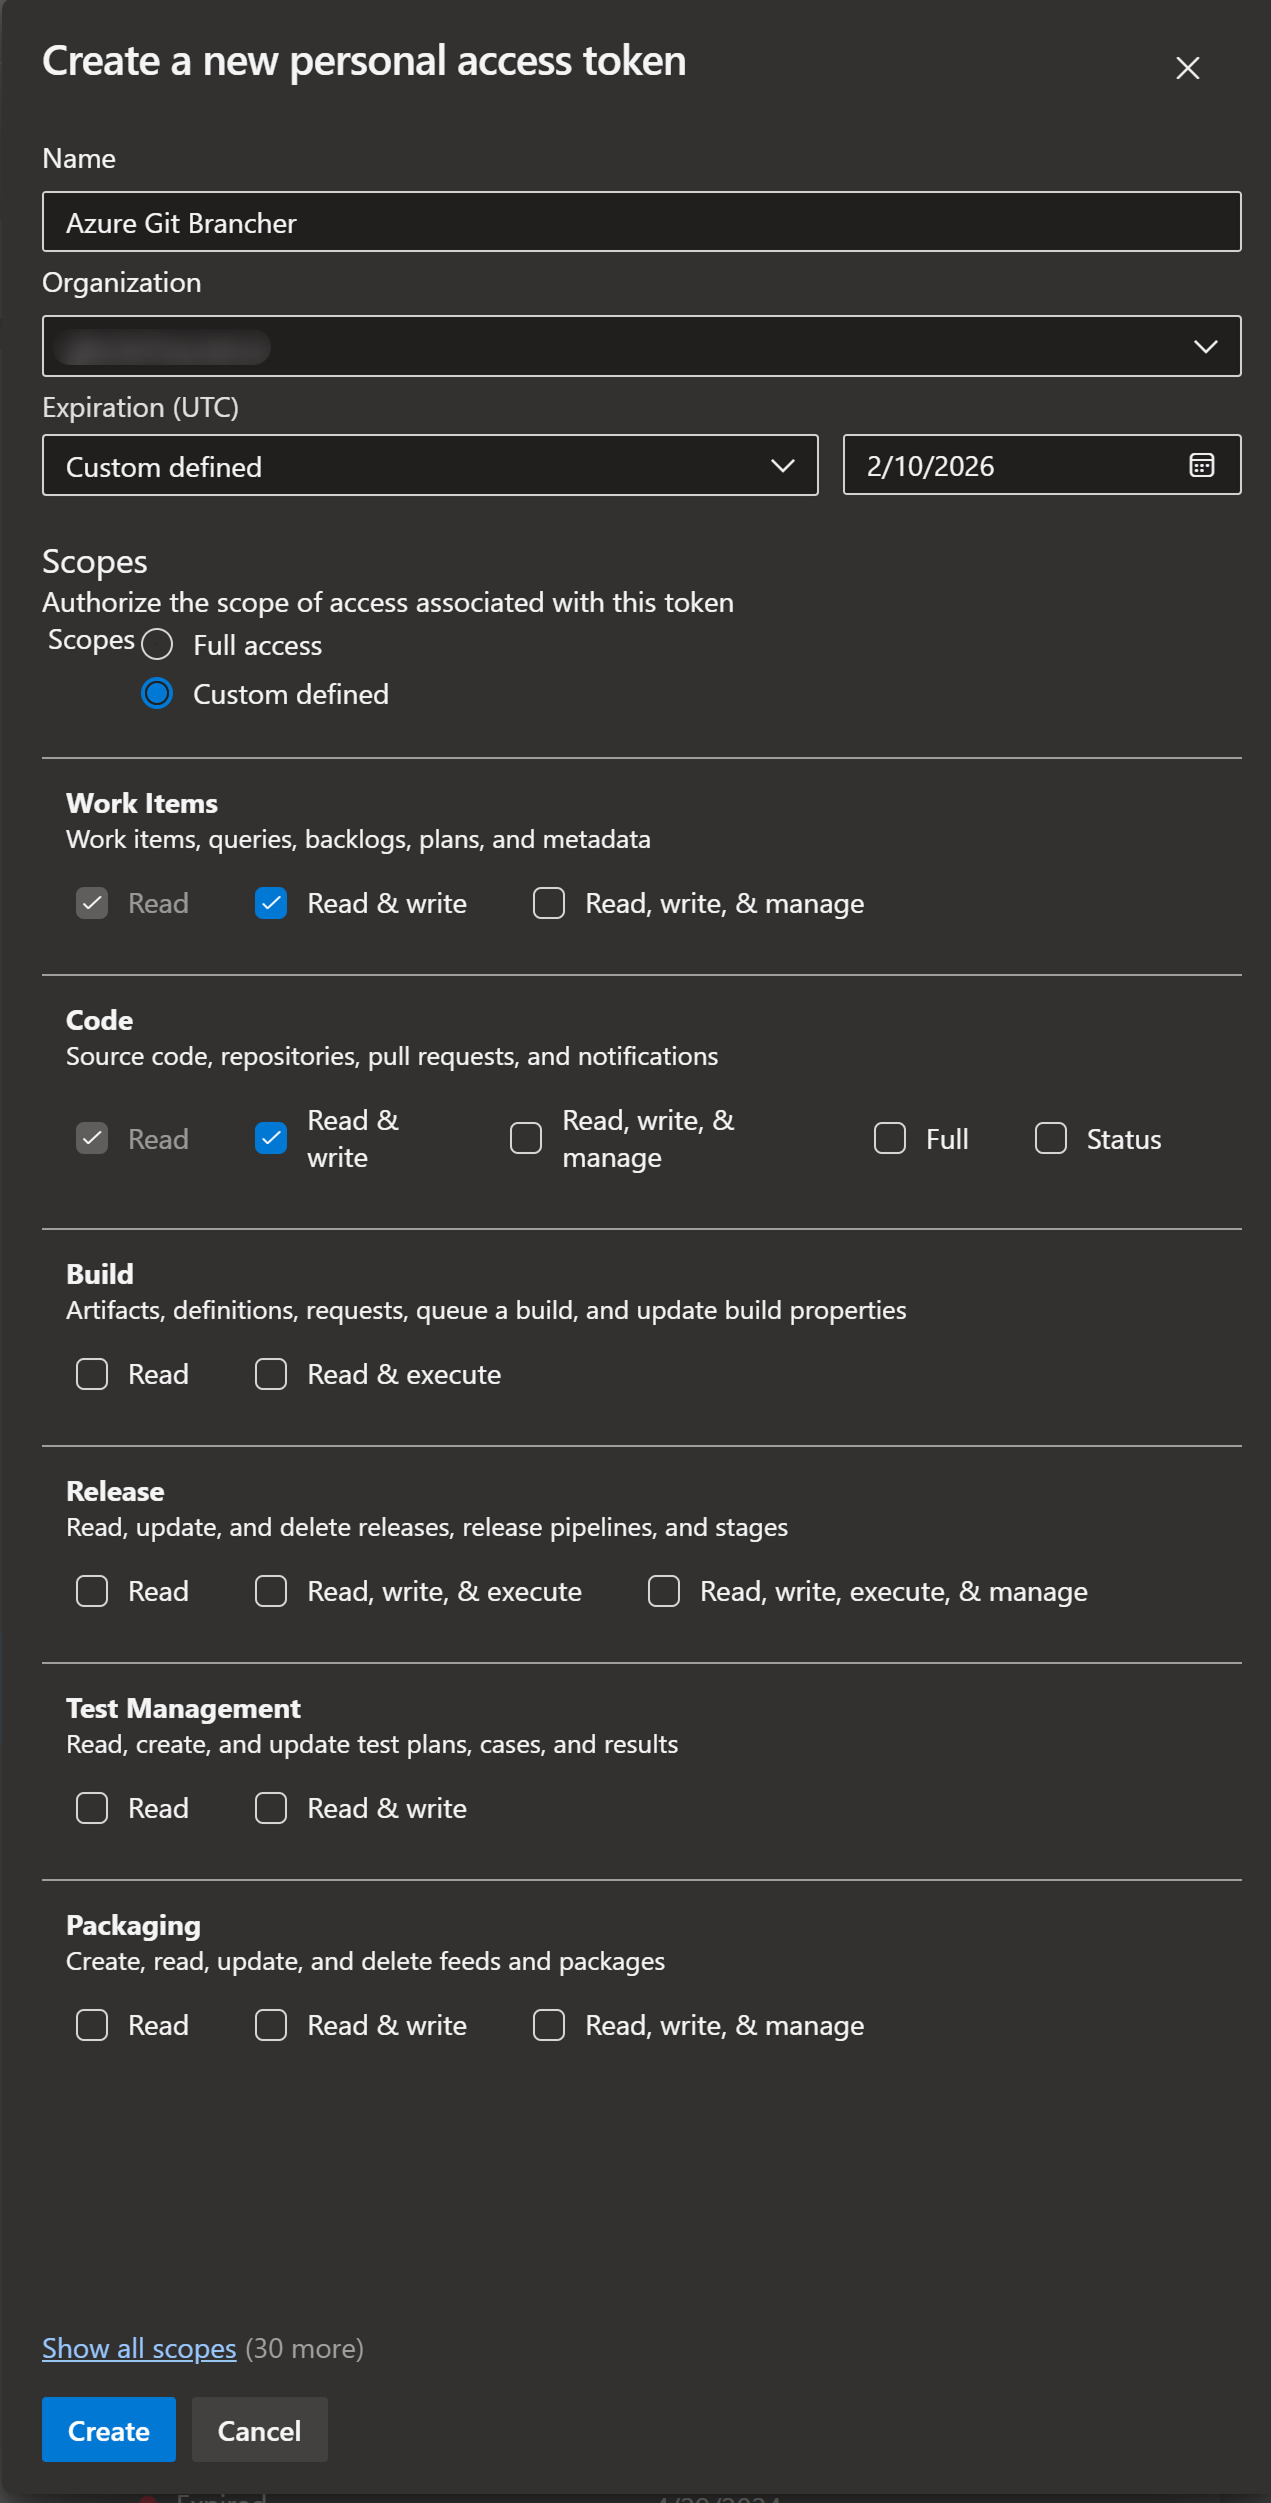 Create a new personal access token
Name
Azure Git Brancher
Organization
Expiration (UTC)
Custom defined
2/10/2026
Scopes
Authorize the scope of access associated with this token
Scopes
Full access
Custom defined
Work Items
Work items, queries, backlogs, plans, and metadata
Read
Read & write
Read, write, & manage
Code
Source code, repositories, pull requests, and notifications
Read
Read &
write
Read, write, &
manage
Full
Status
Build
Artifacts, definitions, requests, queue a build, and update build properties
Read
Read & execute
Release
Read, update, and delete releases, release pipelines, and stages
Read
Read, write, & execute
Read, write, execute, & manage
Test Management
Read, create, and update test plans, cases, and results
Read
Read & write
Packaging
Create, read, update, and delete feeds and packages
Read
Read & write
Read, write, & manage
Show all scopes (30 more)
Create
Cancel